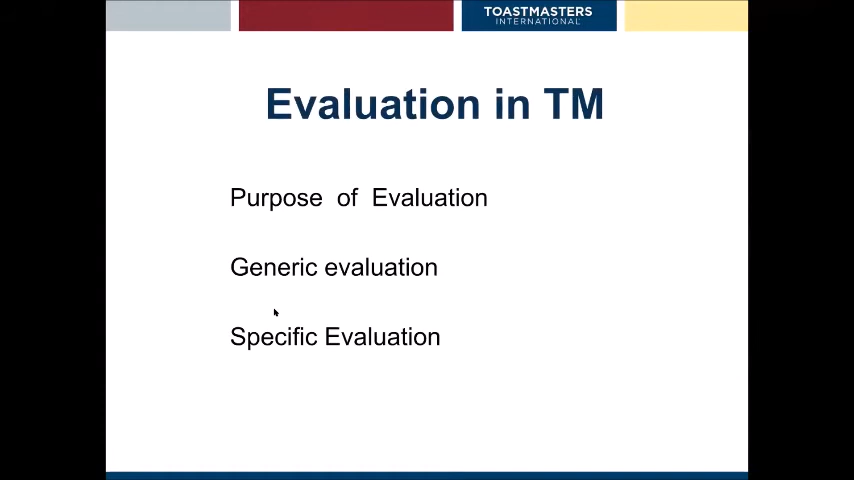 TOASTMASTERS
INTERNATIONAL
Evaluation in TM
Purpose of Evaluation
Generic evaluation
Specific Evaluation